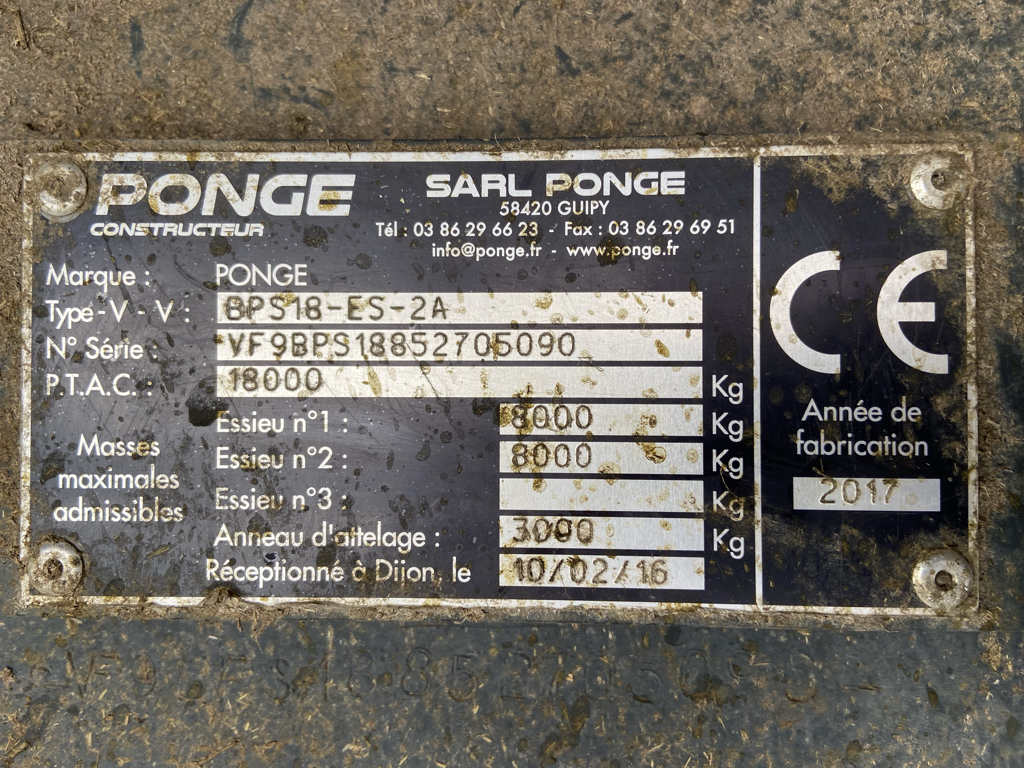 PONGE
CONSTRUCTEUR
SARL PONGE
58420 GUIPY
Tél : 03 86 29 66 23 - Fax : 03 86 29 69 51
info@ponge.fr - www.ponge.fr
Marque : PONGE
Type - V - V : BPS18-ES-2A
N° Série : VF9BPS18852705090
P.T.A.C. : 18000 Kg
Masses maximales admissibles
Essieu n°1 : 8000 Kg
Essieu n°2 : 8000 Kg
Essieu n°3 : Kg
Anneau d'attelage : 3000 Kg
Réceptionné à Dijon, le 10/02/16
CE
Année de
fabrication
2017